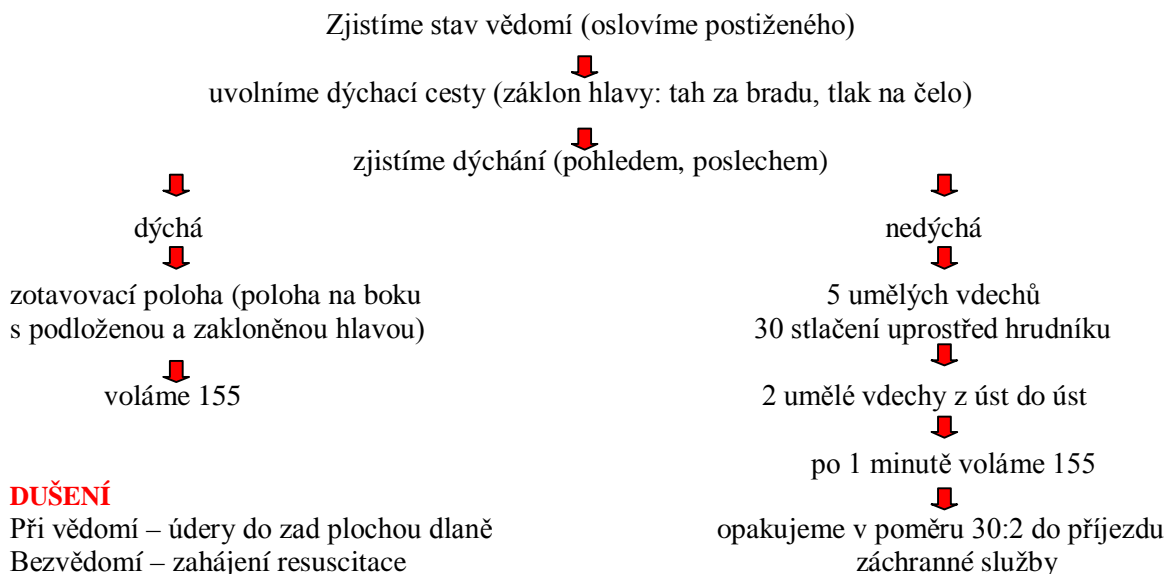 Zjistíme stav vědomí (oslovíme postiženého)
uvolníme dýchací cesty (záklon hlavy: tah za bradu, tlak na čelo)
zjistíme dýchání (pohledem, poslechem)
dýchá
zotavovací poloha (poloha na boku
s podloženou a zakloněnou hlavou)
voláme 155
nedýchá
5 umělých vdechů
30 stlačení uprostřed hrudníku
2 umělé vdechy z úst do úst
po 1 minutě voláme 155
opakujeme v poměru 30:2 do příjezdu
záchranné služby
DUŠENÍ
Při vědomí – údery do zad plochou dlaně
Bezvědomí – zahájení resuscitace